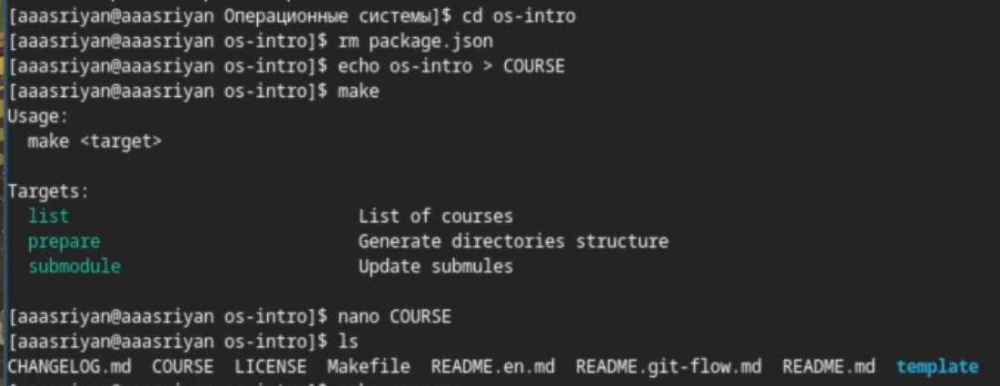 [aaasriyan@aaasriyan Операционные системы]$ cd os-intro
[aaasriyan@aaasriyan os-intro]$ rm package.json
[aaasriyan@aaasriyan os-intro]$ echo os-intro > COURSE
[aaasriyan@aaasriyan os-intro]$ make
Usage:
  make <target>

Targets:
  list                            List of courses
  prepare                         Generate directories structure
  submodule                       Update submules

[aaasriyan@aaasriyan os-intro]$ nano COURSE
[aaasriyan@aaasriyan os-intro]$ ls
CHANGELOG.md  COURSE  LICENSE  Makefile  README.en.md  README.git-flow.md  README.md  template